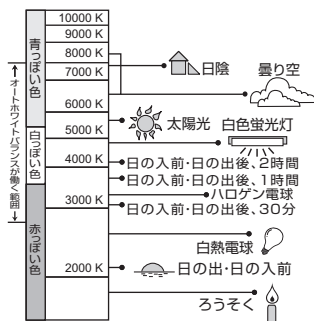 10000 K
9000 K
8000 K
7000 K
6000 K
5000 K
4000 K
3000 K
2000 K
オートホワイトバランスが働く範囲
青っぽい色
白っぽい色
赤っぽい色
日陰
曇り空
太陽光
白色蛍光灯
日の入前・日の出後、2時間
日の入前・日の出後、1時間
ハロゲン電球
日の入前・日の出後、30分
白熱電球
日の出・日の入前
ろうそく